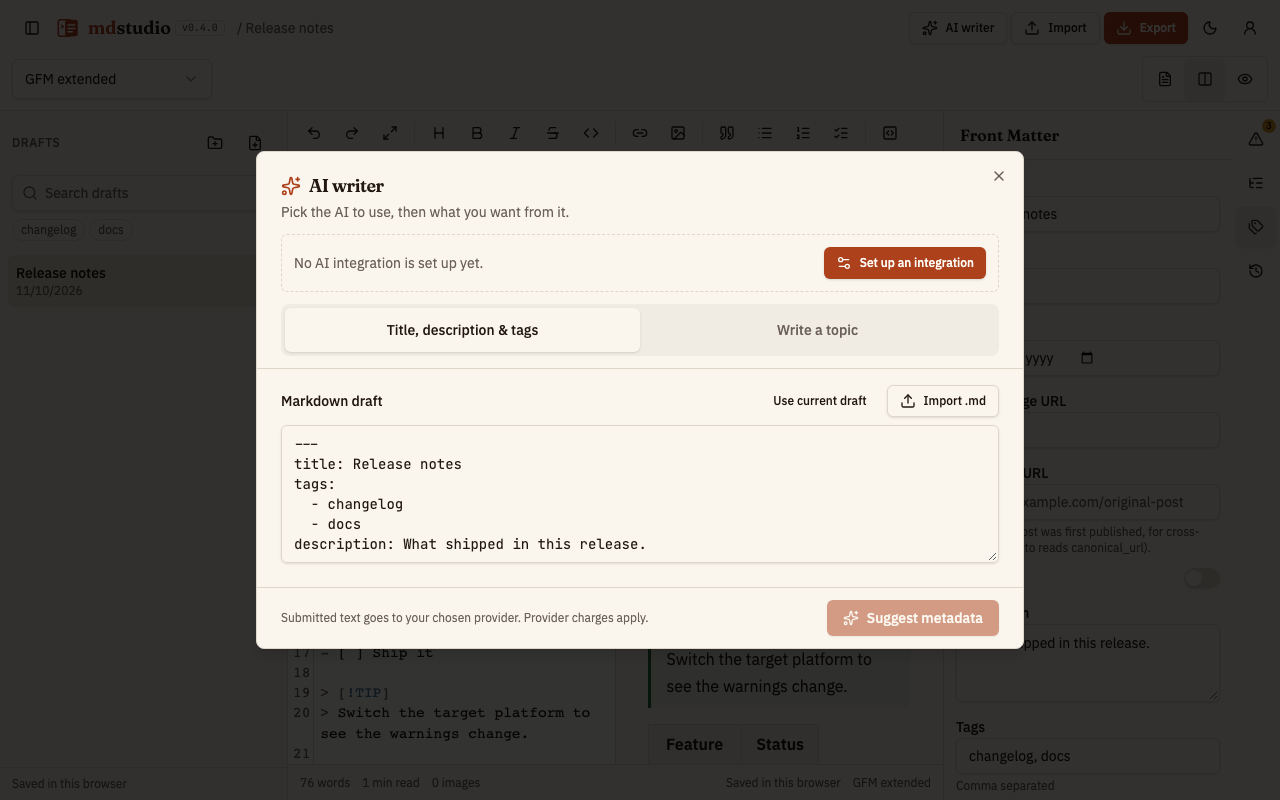 mdstudio v0.4.0 / Release notes
AI writer
Import
Export
GFM extended
DRAFTS
Search drafts
changelog docs
Release notes
11/10/2026
Front Matter
3
AI writer
Pick the AI to use, then what you want from it.
No AI integration is set up yet.
Set up an integration
Title, description & tags
Write a topic
Markdown draft
Use current draft
Import .md
---
title: Release notes
tags:
  - changelog
  - docs
description: What shipped in this release.
Submitted text goes to your chosen provider. Provider charges apply.
Suggest metadata
notes
yyyy
URL
URL
xample.com/original-post
ost was first published, for cross-
to reads canonical_url).
pped in this release.
Tags
changelog, docs
Comma separated
17 - [ ] Ship it
18
19 > [!TIP]
20 > Switch the target platform to
see the warnings change.
21
Switch the target platform to
see the warnings change.
Feature Status
Saved in this browser
76 words 1 min read 0 images
Saved in this browser GFM extended